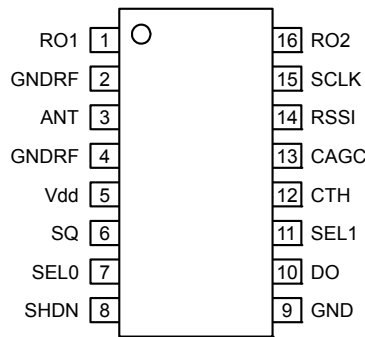 RO1 1 16 RO2
GNDRF 2 15 SCLK
ANT 3 14 RSSI
GNDRF 4 13 CAGC
Vdd 5 12 CTH
SQ 6 11 SEL1
SEL0 7 10 DO
SHDN 8 9 GND